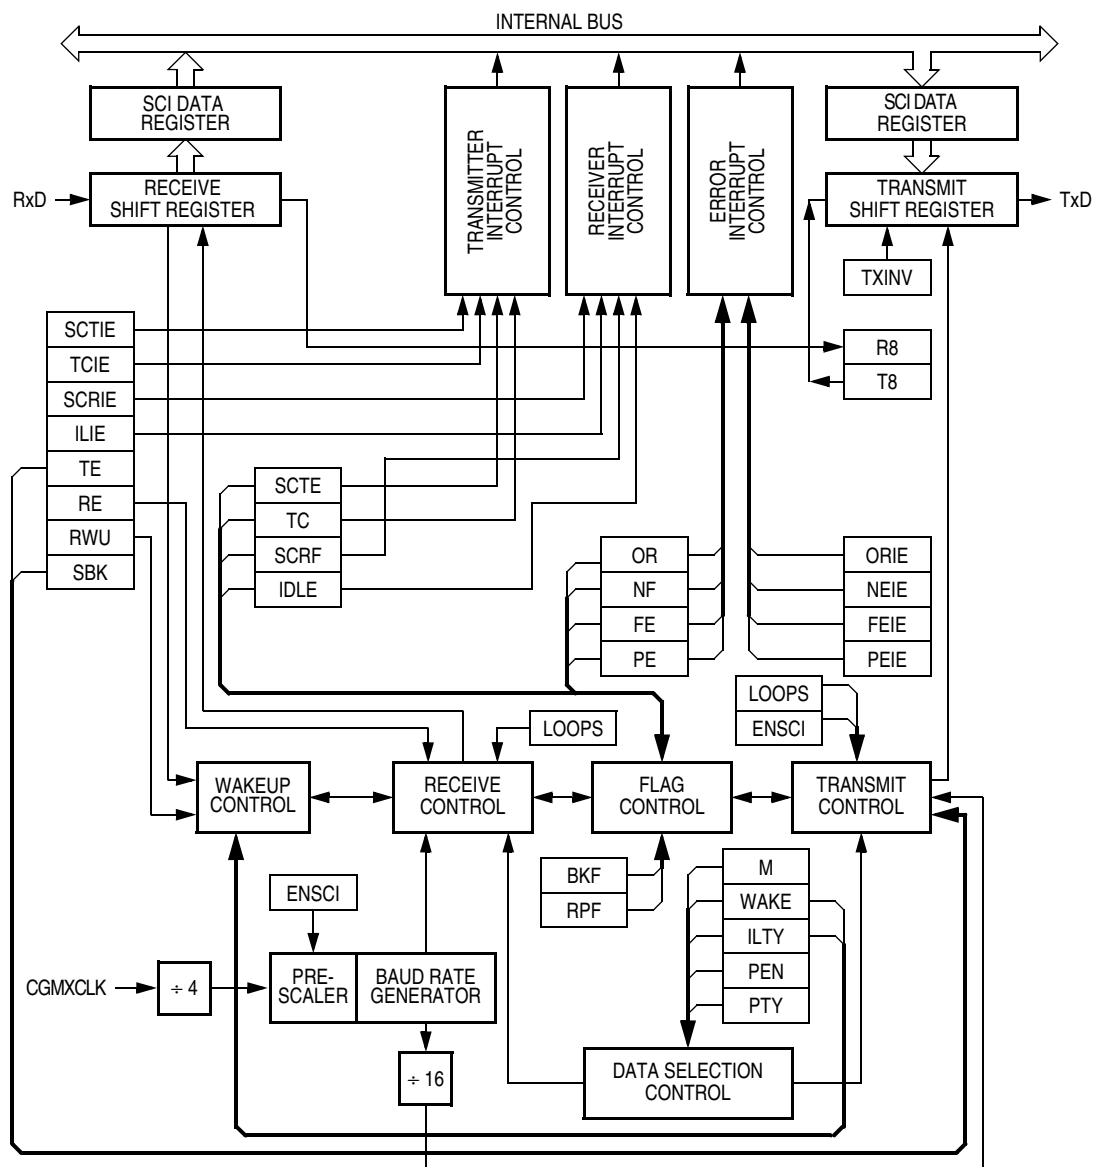 INTERNAL BUS
SCI DATA
REGISTER
SCI DATA
REGISTER
TRANSMITTER
INTERRUPT
CONTROL
RECEIVER
INTERRUPT
CONTROL
ERROR
INTERRUPT
CONTROL
RxD
RECEIVE
SHIFT REGISTER
TRANSMIT
SHIFT REGISTER
TxD
TXINV
SCTIE
TCIE
SCRIE
ILIE
TE
RE
RWU
SBK
R8
T8
SCTE
TC
SCRF
IDLE
OR
NF
FE
PE
ORIE
NEIE
FEIE
PEIE
LOOPS
ENSCI
LOOPS
WAKEUP
CONTROL
RECEIVE
CONTROL
FLAG
CONTROL
TRANSMIT
CONTROL
BKF
RPF
M
WAKE
ILTY
PEN
PTY
ENSCI
CGMXCLK
÷ 4
PRE-
SCALER
BAUD RATE
GENERATOR
÷ 16
DATA SELECTION
CONTROL